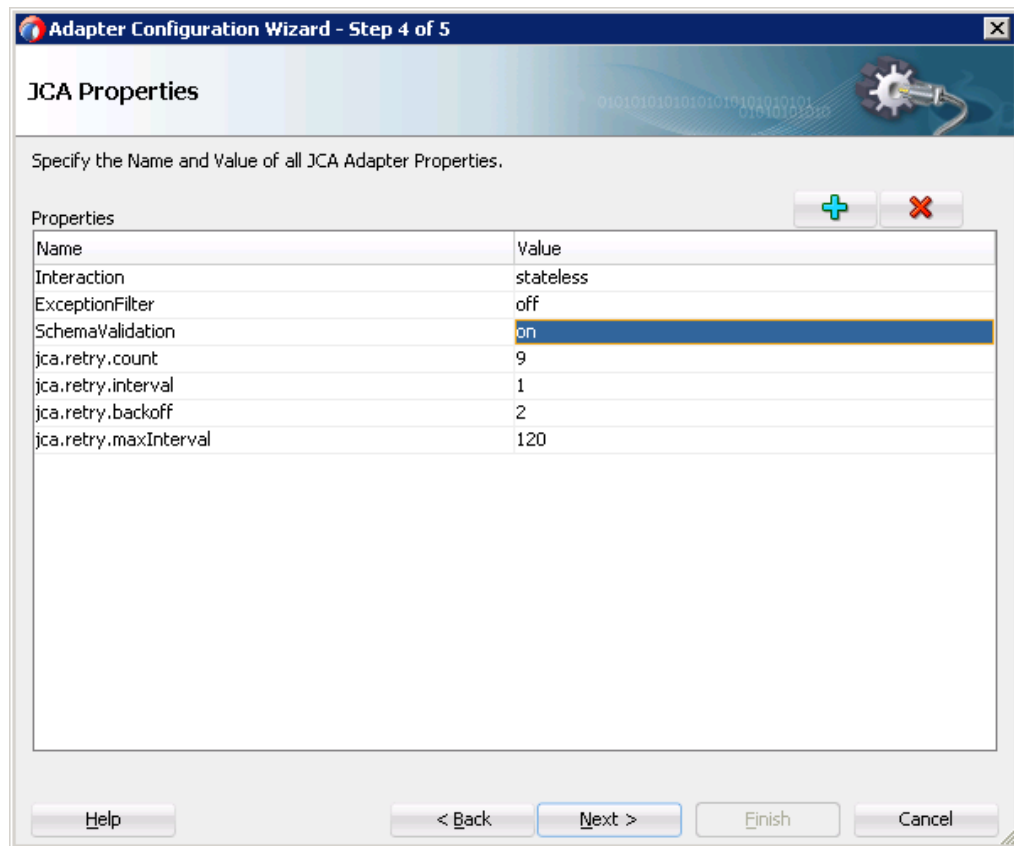 Adapter Configuration Wizard - Step 4 of 5
JCA Properties
Specify the Name and Value of all JCA Adapter Properties.
Properties
Name Value
Interaction stateless
ExceptionFilter off
SchemaValidation on
jca.retry.count 9
jca.retry.interval 1
jca.retry.backoff 2
jca.retry.maxInterval 120
Help < Back Next > Finish Cancel